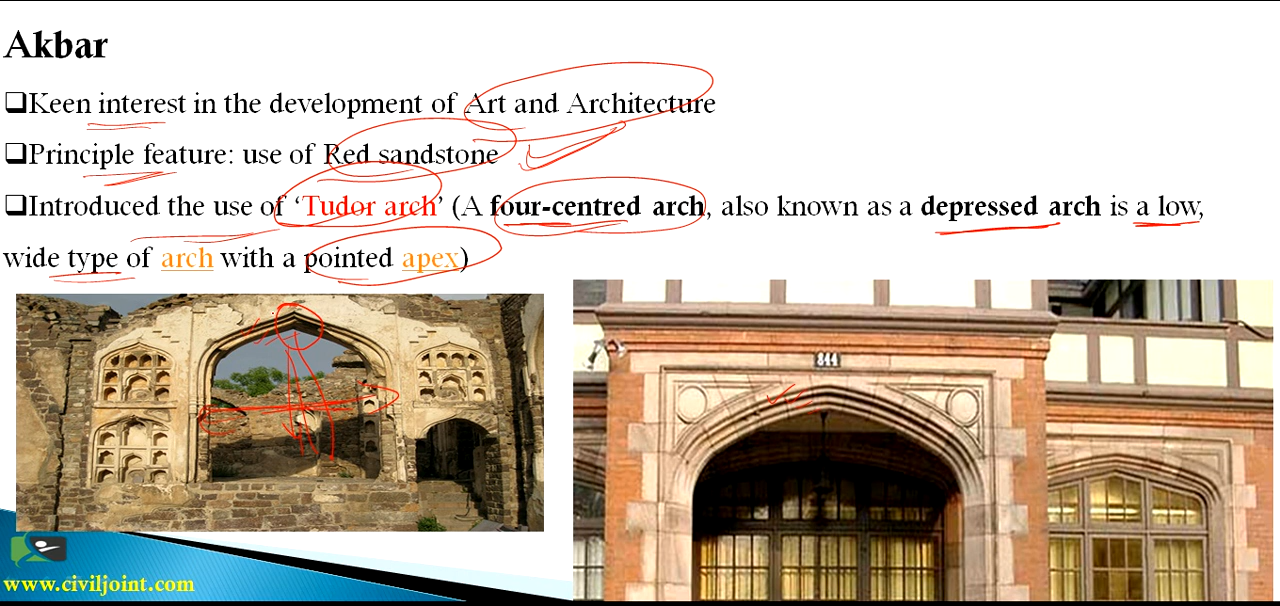 Akbar
❑Keen interest in the development of Art and Architecture
❑Principle feature: use of Red sandstone
❑Introduced the use of ‘Tudor arch’ (A four-centred arch, also known as a depressed arch is a low,
wide type of arch with a pointed apex)
844
www.civiljoint.com